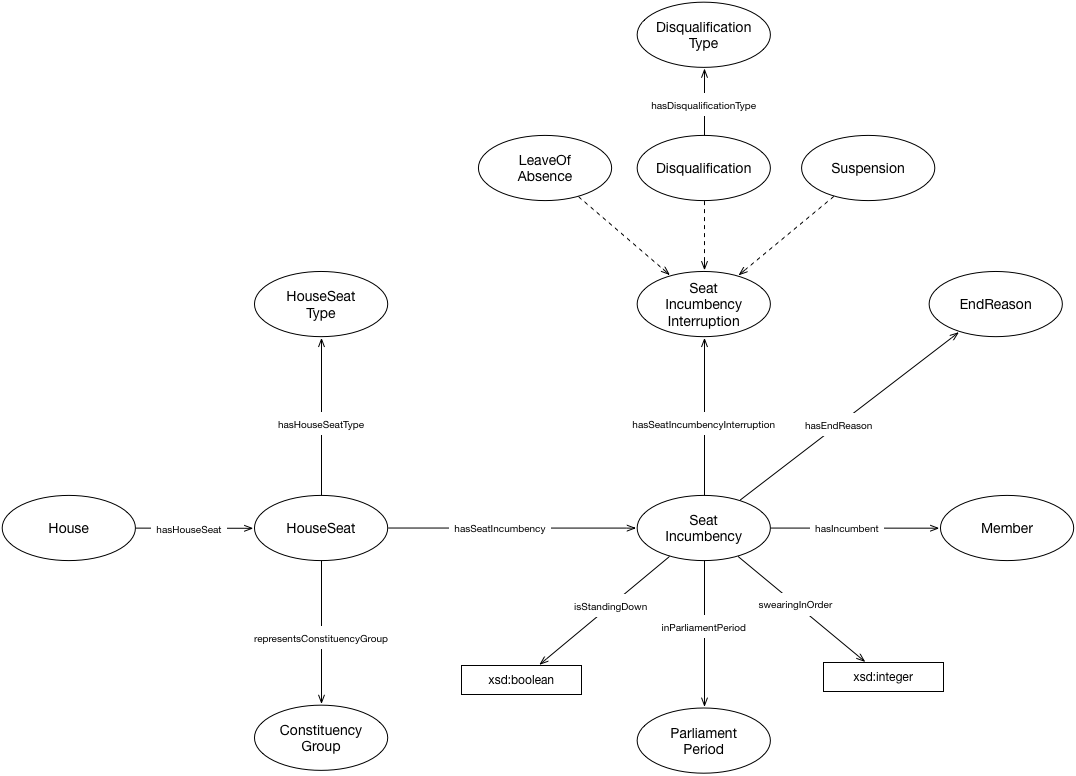 Disqualification
Type
hasDisqualificationType
LeaveOf
Absence
Disqualification
Suspension
HouseSeat
Type
Seat
Incumbency
Interruption
EndReason
hasHouseSeatType
hasSeatIncumbencyInterruption
hasEndReason
House
hasHouseSeat
HouseSeat
hasSeatIncumbency
Seat
Incumbency
hasIncumbent
Member
isStandingDown
swearingInOrder
inParliamentPeriod
representsConstituencyGroup
xsd:boolean
xsd:integer
Constituency
Group
Parliament
Period